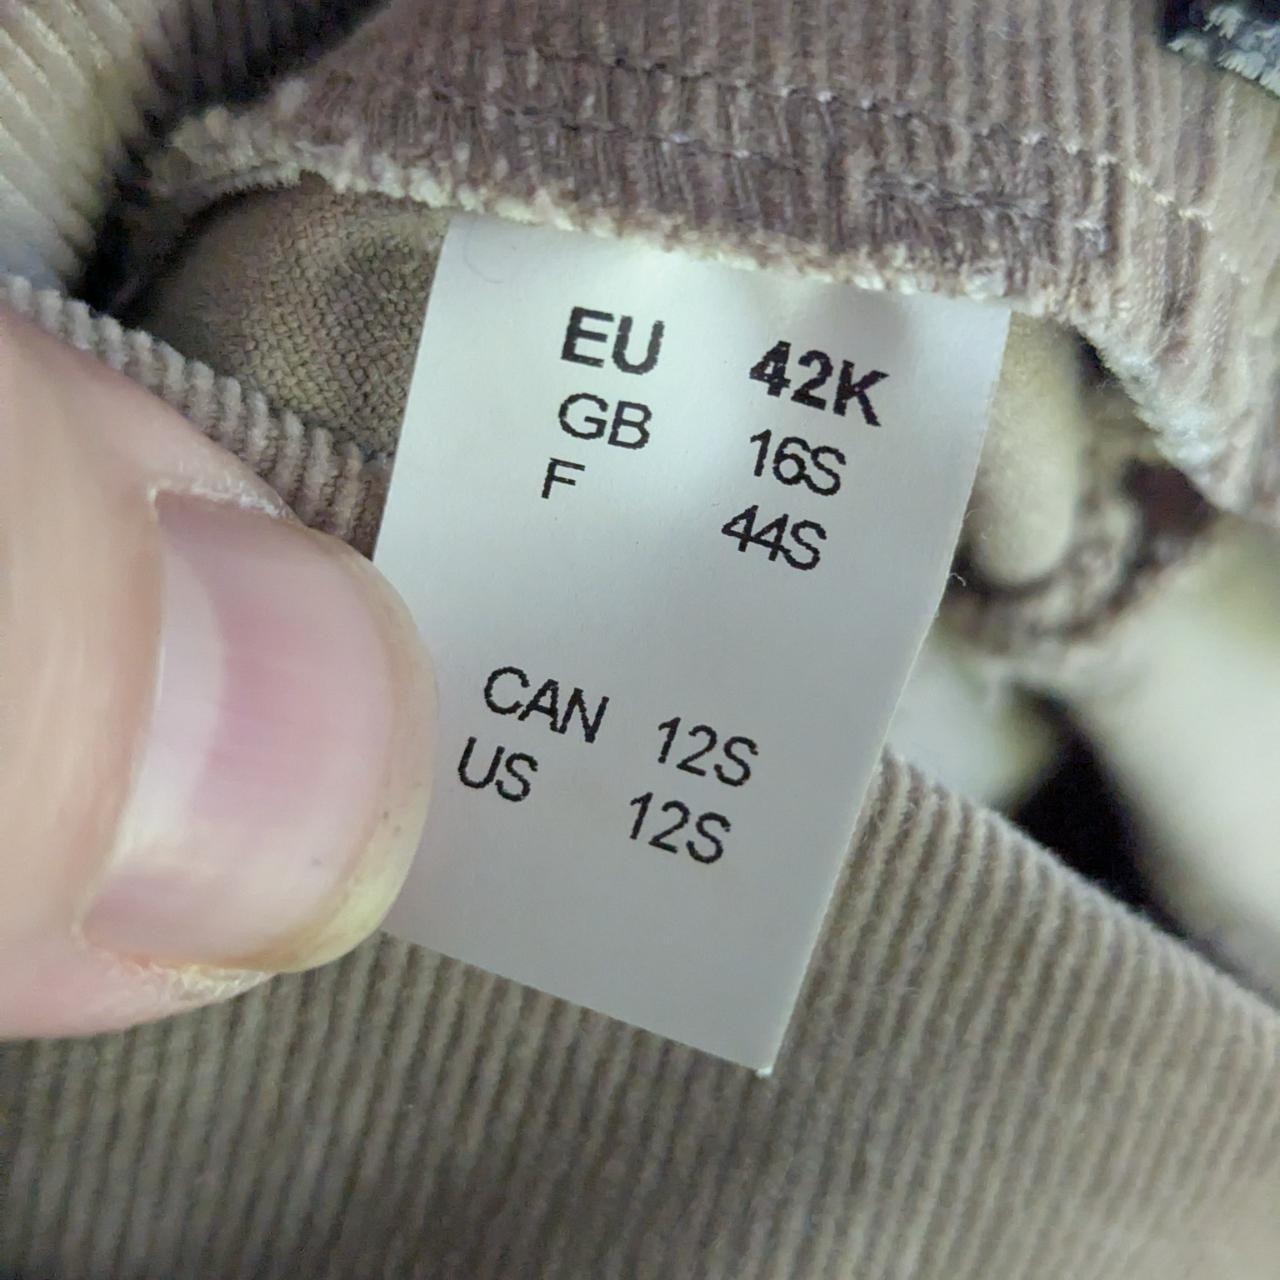 EU 42K
GB 16S
F 44S
CAN 12S
US 12S